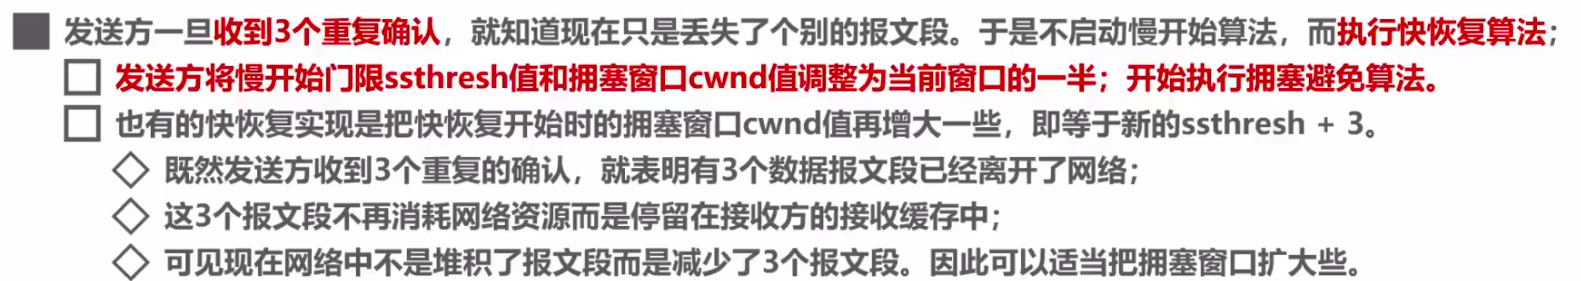 发送方一旦收到3个重复确认，就知道现在只是丢失了个别的报文段。于是不启动慢开始算法，而执行快恢复算法；
发送方将慢开始门限ssthresh值和拥塞窗口cwnd值调整为当前窗口的一半；开始执行拥塞避免算法。
也有的快恢复实现是把快恢复开始时的拥塞窗口cwnd值再增大一些，即等于新的ssthresh + 3。
既然发送方收到3个重复的确认，就表明有3个数据报文段已经离开了网络；
这3个报文段不再消耗网络资源而是停留在接收方的接收缓存中；
可见现在网络中不是堆积了报文段而是减少了3个报文段。因此可以适当把拥塞窗口扩大些。